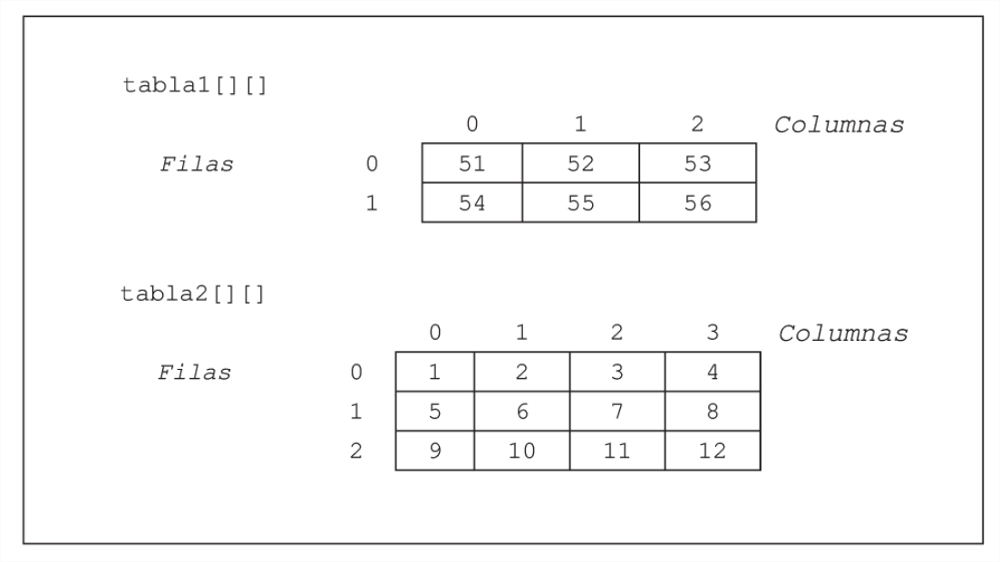 tabla1[][]
0 1 2 Columnas
Filas 0 51 52 53
1 54 55 56
tabla2[][]
0 1 2 3 Columnas
Filas 0 1 2 3 4
1 5 6 7 8
2 9 10 11 12